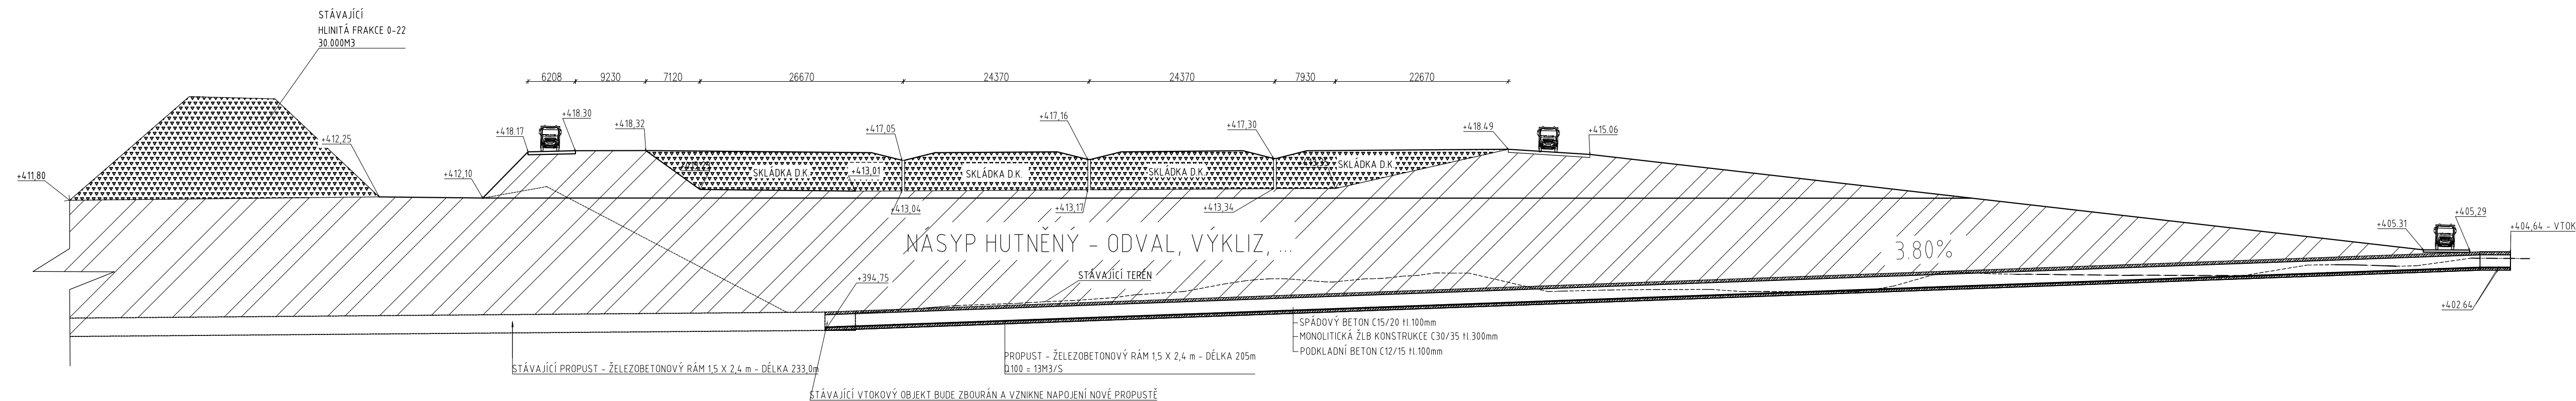 STÁVAJÍCÍ
HLINITÁ FRAKCE 0-22
30.000M3
6208
9230
7120
26670
24370
24370
7930
22670
+411,80
+412,25
+412,10
+418.17
+418.30
+418,32
+417,05
+417,16
+417,30
+418.49
+415.06
+413,01
SKLÁDKA D.K.
SKLÁDKA D.K.
SKLÁDKA D.K.
SKLÁDKA D.K.
+413,04
+413,17
+413,34
+405.31
+405,29
+404,64 - VTOK
NÁSYP HUTNĚNÝ - ODVAL, VÝKLIZ, ...
3.80%
+394,75
STÁVAJÍCÍ TERÉN
+402.64
SPÁDOVÝ BETON C15/20 tl.100mm
MONOLITICKÁ ŽLB KONSTRUKCE C30/35 tl.300mm
PODKLADNÍ BETON C12/15 tl.100mm
PROPUST - ŽELEZOBETONOVÝ RÁM 1,5 X 2,4 m - DÉLKA 205m
Q100 = 13M3/S
STÁVAJÍCÍ PROPUST - ŽELEZOBETONOVÝ RÁM 1,5 X 2,4 m - DÉLKA 233,0m
STÁVAJÍCÍ VTOKOVÝ OBJEKT BUDE ZBOURÁN A VZNIKNE NAPOJENÍ NOVÉ PROPUSTĚ